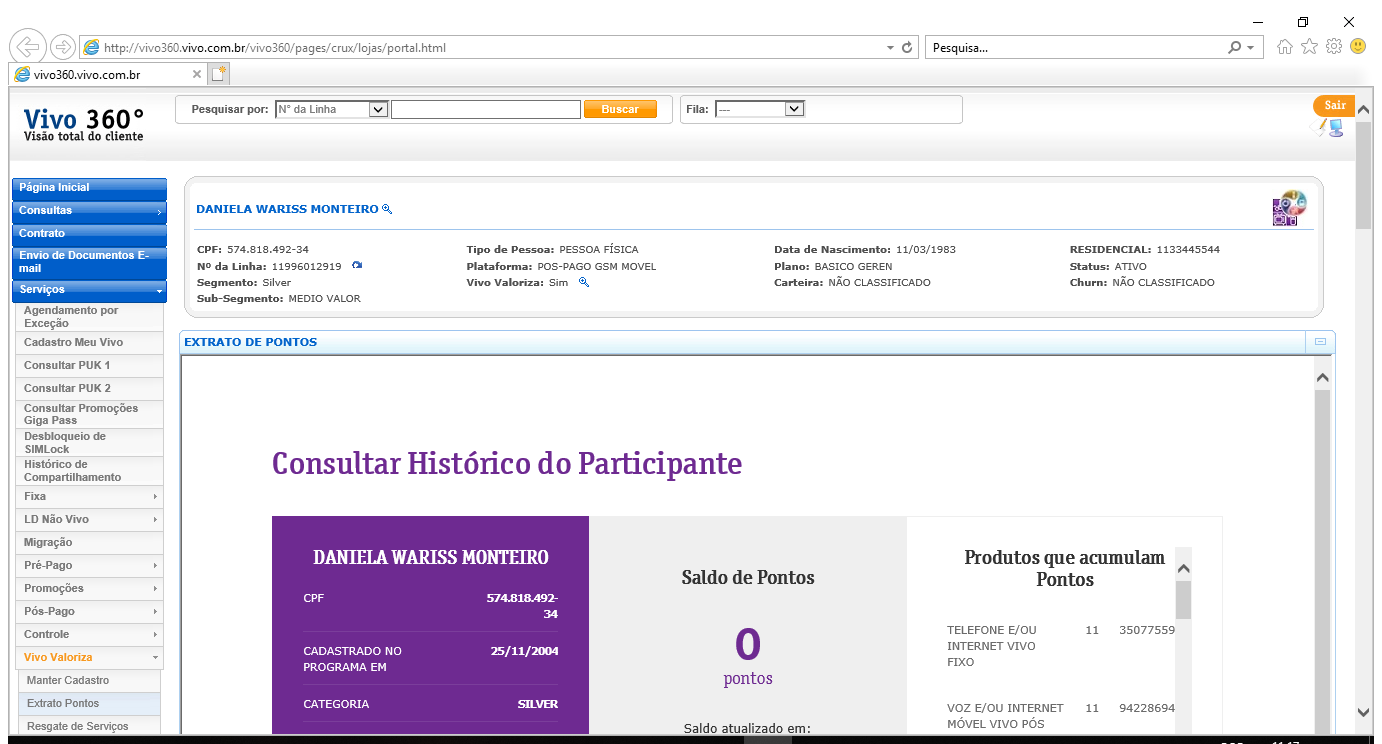 http://vivo360.vivo.com.br/vivo360/pages/crux/lojas/portal.html
Pesquisa...
vivo360.vivo.com.br
Vivo 360°
Visão total do cliente
Pesquisar por: N° da Linha
Buscar
Fila: ---
Sair
Página Inicial
Consultas
Contrato
Envio de Documentos E-
mail
Serviços
Agendamento por
Exceção
Cadastro Meu Vivo
Consultar PUK 1
Consultar PUK 2
Consultar Promoções
Giga Pass
Desbloqueio de
SIMLock
Histórico de
Compartilhamento
Fixa
LD Não Vivo
Migração
Pré-Pago
Promoções
Pós-Pago
Controle
Vivo Valoriza
Manter Cadastro
Extrato Pontos
Resgate de Serviços
DANIELA WARISS MONTEIRO
CPF: 574.818.492-34
Nº da Linha: 11996012919
Segmento: Silver
Sub-Segmento: MEDIO VALOR
Tipo de Pessoa: PESSOA FÍSICA
Plataforma: POS-PAGO GSM MOVEL
Vivo Valoriza: Sim
Data de Nascimento: 11/03/1983
Plano: BASICO GEREN
Carteira: NÃO CLASSIFICADO
RESIDENCIAL: 1133445544
Status: ATIVO
Churn: NÃO CLASSIFICADO
EXTRATO DE PONTOS
Consultar Histórico do Participante
DANIELA WARISS MONTEIRO
CPF 574.818.492-
34
CADASTRADO NO 25/11/2004
PROGRAMA EM
CATEGORIA SILVER
Saldo de Pontos
0
pontos
Saldo atualizado em:
Produtos que acumulam
Pontos
TELEFONE E/OU 11 35077559
INTERNET VIVO
FIXO
VOZ E/OU INTERNET 11 94228694
MÓVEL VIVO PÓS